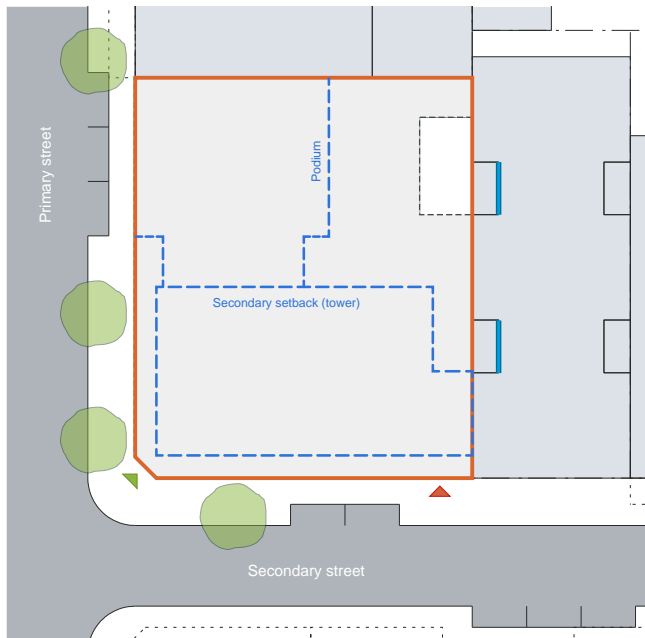 Primary street
Podium
Secondary setback (tower)
Secondary street